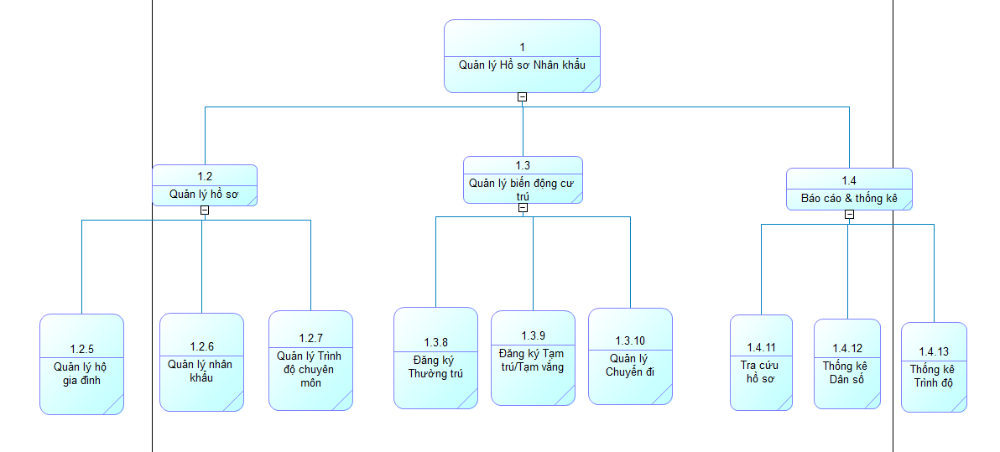 1
Quản lý Hồ sơ Nhân khẩu
1.2
Quản lý hồ sơ
1.3
Quản lý biến động cư
trú
1.4
Báo cáo & thống kê
1.2.5
Quản lý hộ
gia đình
1.2.6
Quản lý nhân
khẩu
1.2.7
Quản lý Trình
độ chuyên
môn
1.3.8
Đăng ký
Thường trú
1.3.9
Đăng ký Tạm
trú/Tạm vắng
1.3.10
Quản lý
Chuyển đi
1.4.11
Tra cứu
hồ sơ
1.4.12
Thống kê
Dân số
1.4.13
Thống kê
Trình độ